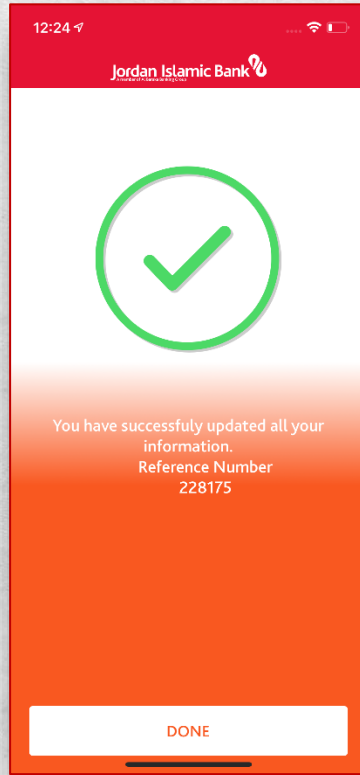 12:24
Jordan Islamic Bank
You have successfuly updated all your
information.
Reference Number
228175
DONE